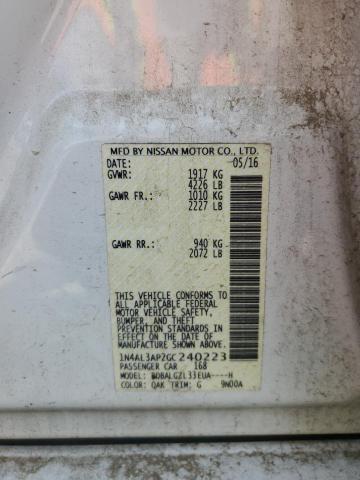 MFD BY NISSAN MOTOR CO., LTD.
DATE: 05/16
GVWR: 1917 KG
4226 LB
GAWR FR.: 1010 KG
2227 LB
GAWR RR.: 940 KG
2072 LB
THIS VEHICLE CONFORMS TO
ALL APPLICABLE FEDERAL
MOTOR VEHICLE SAFETY,
BUMPER, AND THEFT
PREVENTION STANDARDS
IN EFFECT ON THE DATE OF
MANUFACTURE SHOWN ABOVE.
1N4AL3AP2GC240223
PASSENGER CAR 168
MODEL: BDBALGZL33EUA----H
COLOR: QAK TRIM: G 9N00A